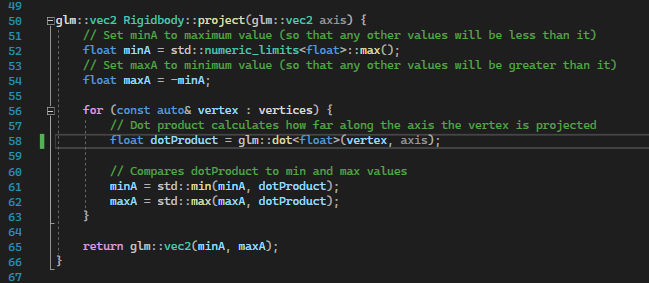 49
50 glm::vec2 Rigidbody::project(glm::vec2 axis) {
51 // Set minA to maximum value (so that any other values will be less than it)
52 float minA = std::numeric_limits<float>::max();
53 // Set maxA to minimum value (so that any other values will be greater than it)
54 float maxA = -minA;
55
56 for (const auto& vertex : vertices) {
57 // Dot product calculates how far along the axis the vertex is projected
58 float dotProduct = glm::dot<float>(vertex, axis);
59
60 // Compares dotProduct to min and max values
61 minA = std::min(minA, dotProduct);
62 maxA = std::max(maxA, dotProduct);
63 }
64
65 return glm::vec2(minA, maxA);
66 }
67